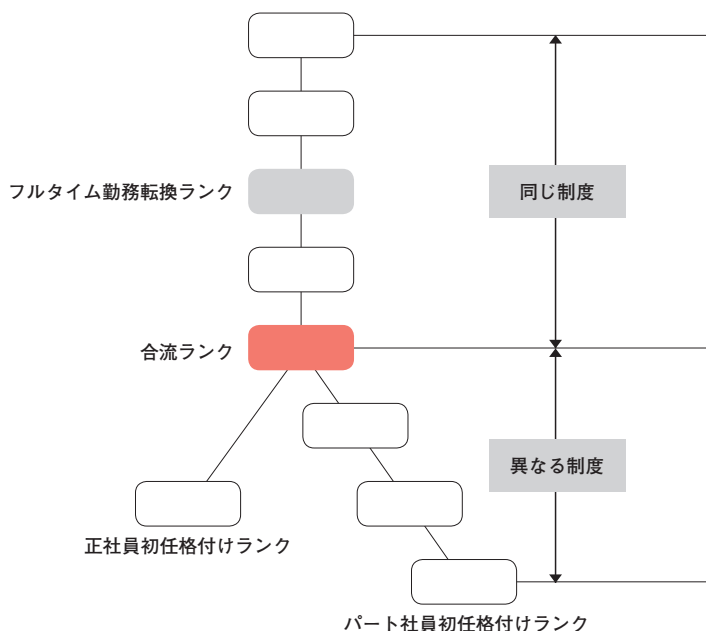 フルタイム勤務転換ランク
同じ制度
合流ランク
異なる制度
正社員初任格付けランク
パート社員初任格付けランク